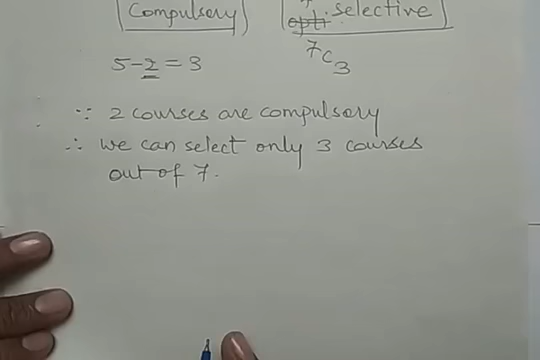 Compulsory opti selective
5-2=3 ⁷C₃
∵ 2 courses are compulsory
∴ we can select only 3 courses
out of 7.